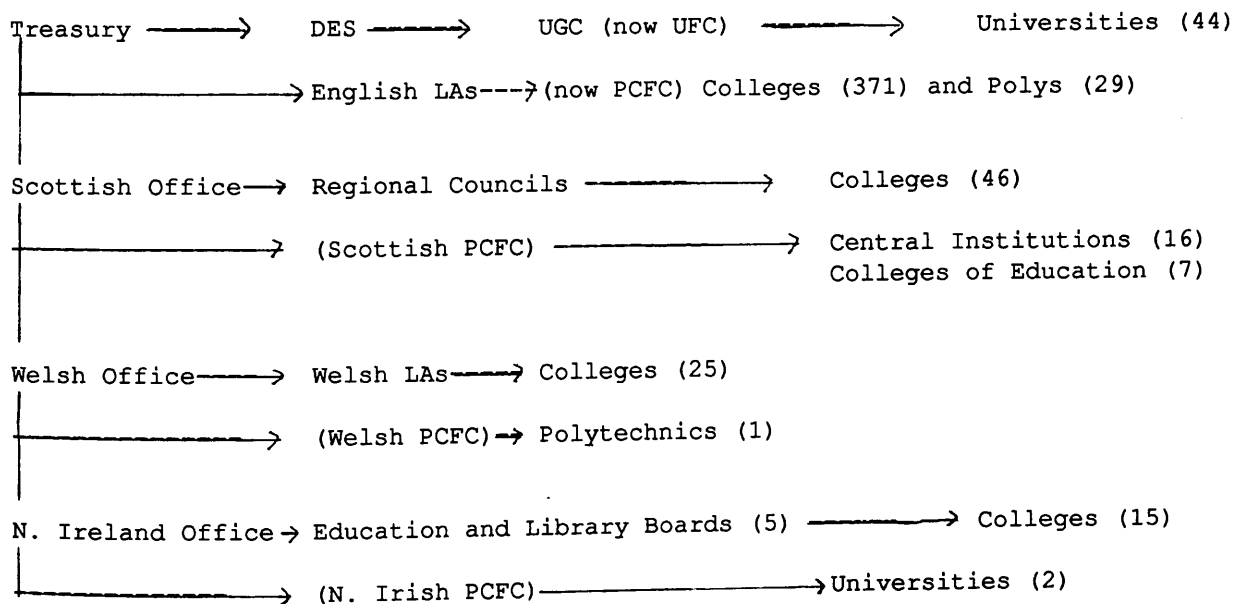 Treasury → DES → UGC (now UFC) → Universities (44)
→ English LAs---→ (now PCFC) Colleges (371) and Polys (29)
Scottish Office → Regional Councils → Colleges (46)
→ (Scottish PCFC) → Central Institutions (16)
Colleges of Education (7)
Welsh Office → Welsh LAs → Colleges (25)
→ (Welsh PCFC) → Polytechnics (1)
N. Ireland Office → Education and Library Boards (5) → Colleges (15)
→ (N. Irish PCFC) → Universities (2)